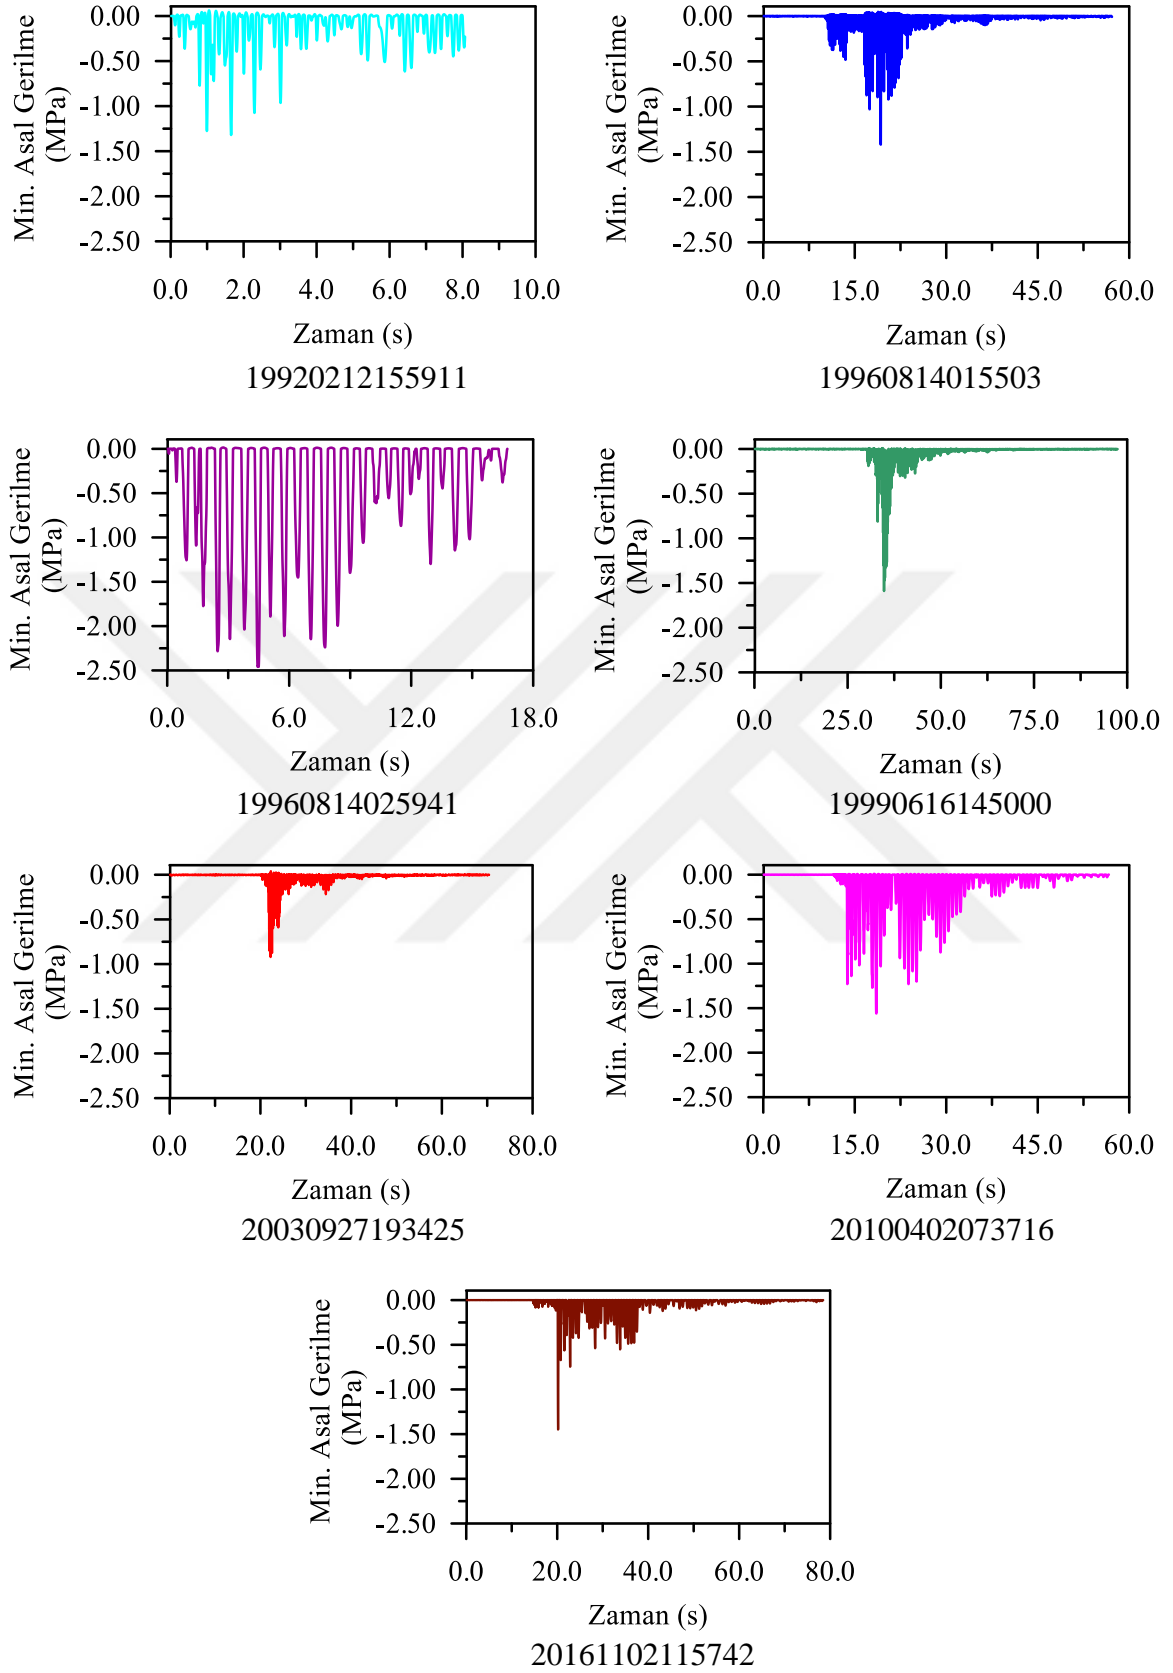 0.00
-0.50
-1.00
-1.50
-2.00
-2.50
Min. Asal Gerilme
(MPa)
0.0 2.0 4.0 6.0 8.0 10.0
Zaman (s)
19920212155911
0.00
-0.50
-1.00
-1.50
-2.00
-2.50
Min. Asal Gerilme
(MPa)
0.0 15.0 30.0 45.0 60.0
Zaman (s)
19960814015503
0.00
-0.50
-1.00
-1.50
-2.00
-2.50
Min. Asal Gerilme
(MPa)
0.0 6.0 12.0 18.0
Zaman (s)
19960814025941
0.00
-0.50
-1.00
-1.50
-2.00
-2.50
Min. Asal Gerilme
(MPa)
0.0 25.0 50.0 75.0 100.0
Zaman (s)
19990616145000
0.00
-0.50
-1.00
-1.50
-2.00
-2.50
Min. Asal Gerilme
(MPa)
0.0 20.0 40.0 60.0 80.0
Zaman (s)
20030927193425
0.00
-0.50
-1.00
-1.50
-2.00
-2.50
Min. Asal Gerilme
(MPa)
0.0 15.0 30.0 45.0 60.0
Zaman (s)
20100402073716
0.00
-0.50
-1.00
-1.50
-2.00
-2.50
Min. Asal Gerilme
(MPa)
0.0 20.0 40.0 60.0 80.0
Zaman (s)
20161102115742